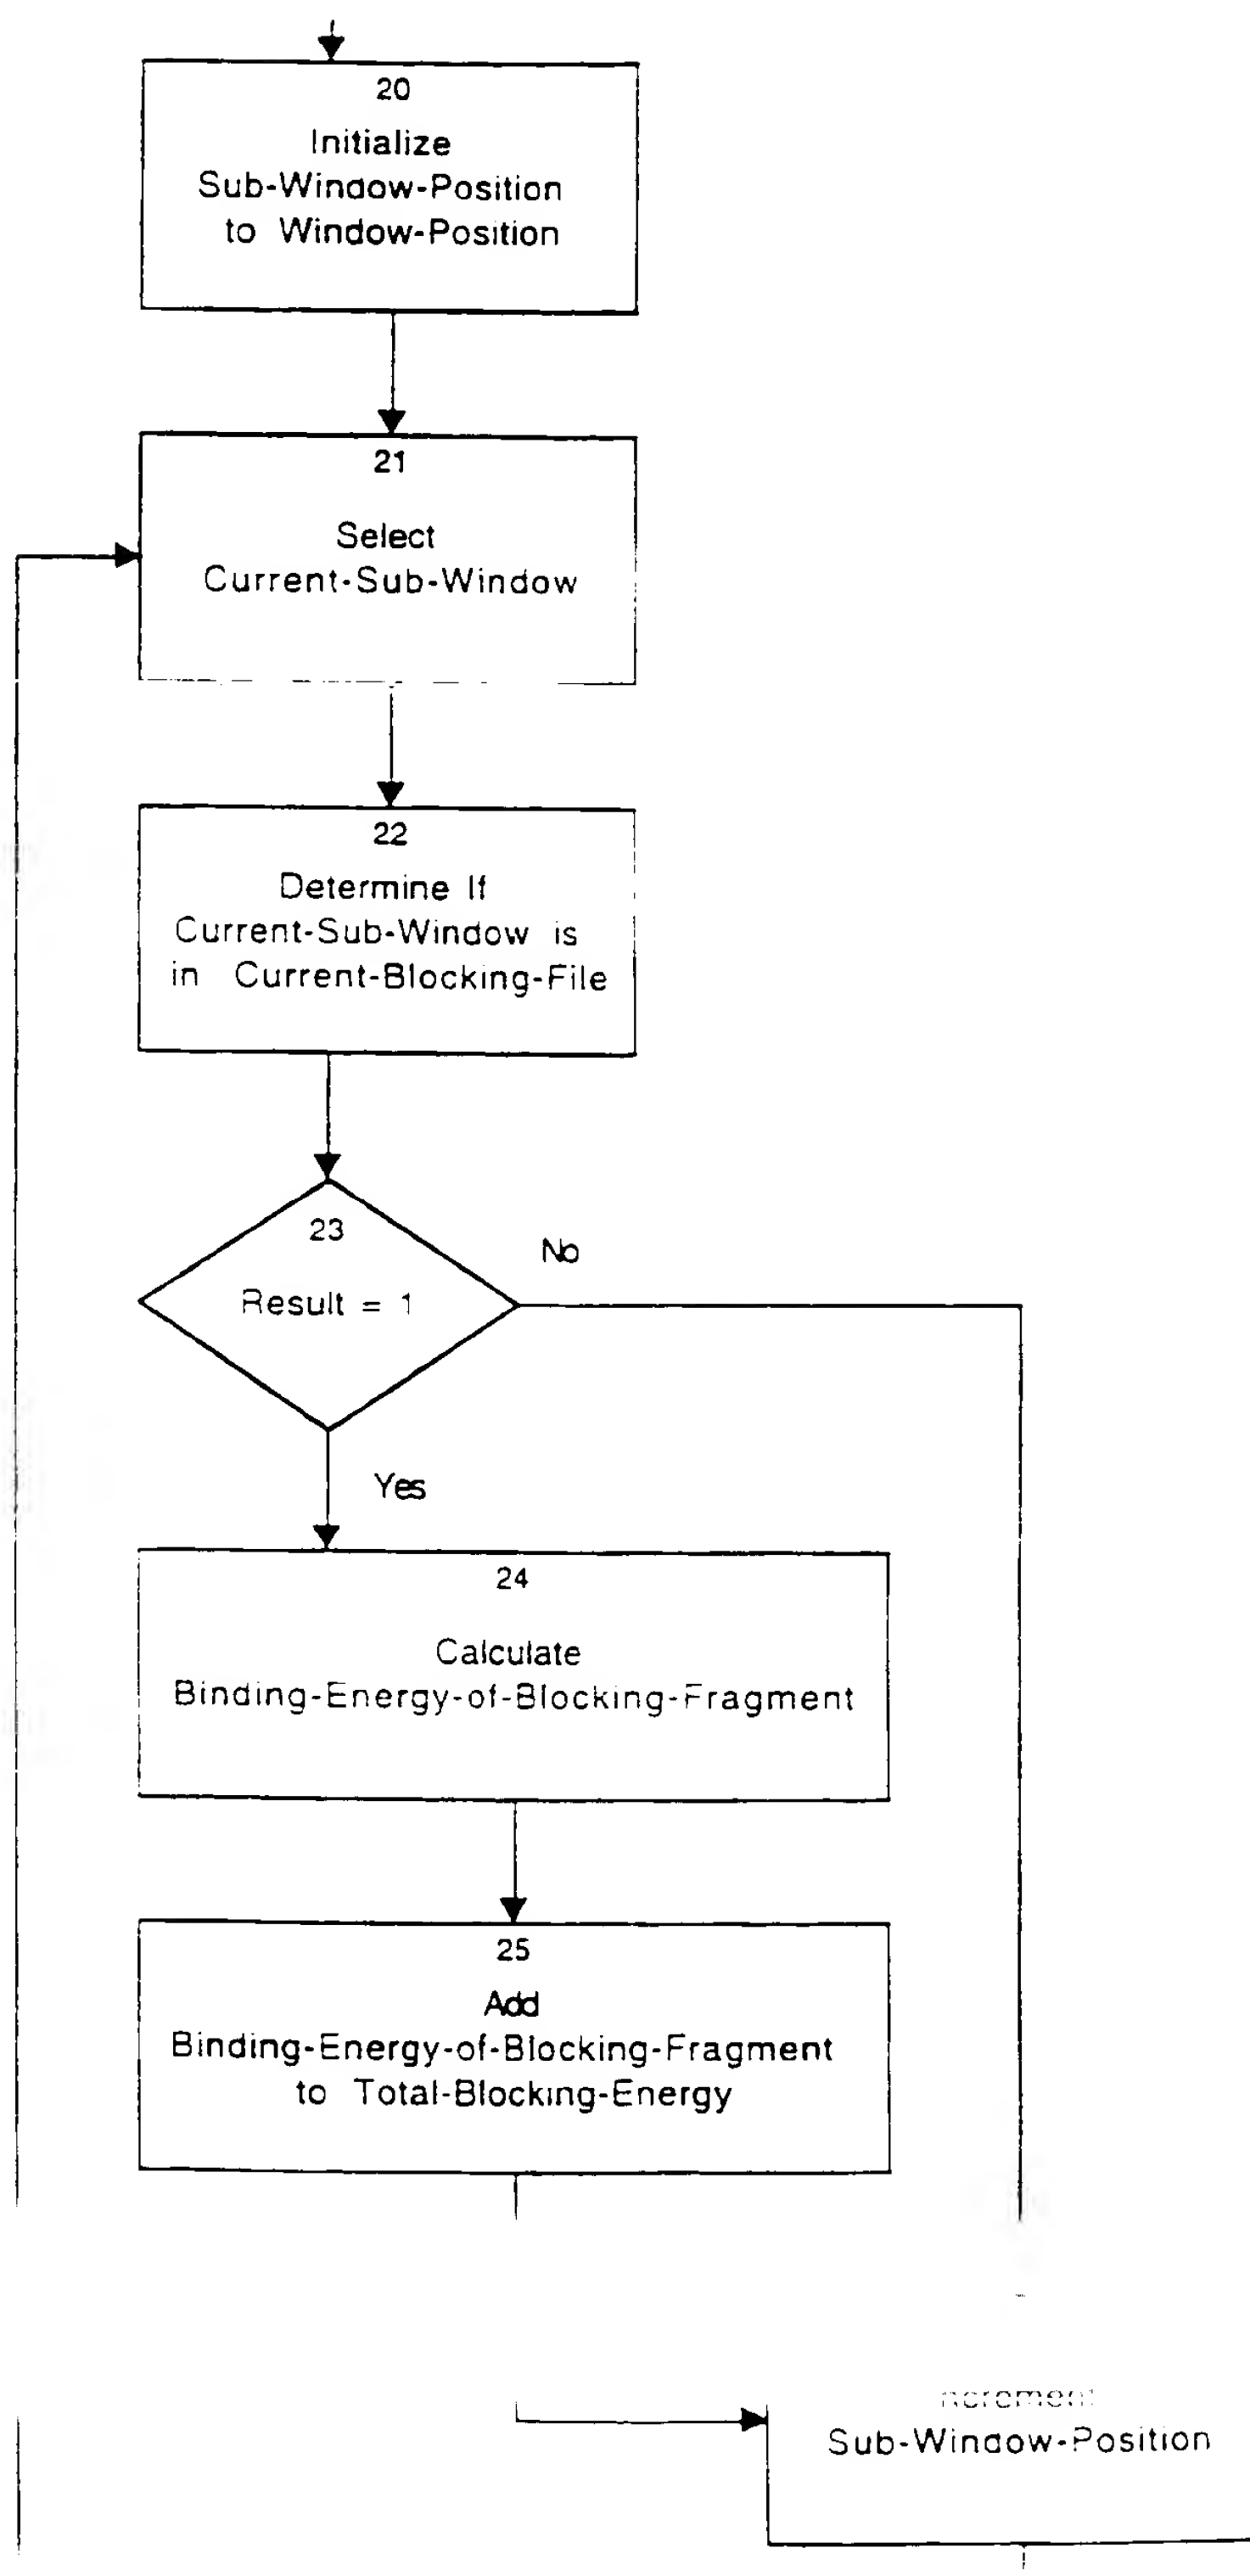 20
Initialize
Sub-Window-Position
to Window-Position
21
Select
Current-Sub-Window
22
Determine If
Current-Sub-Window is
in Current-Blocking-File
23
Result = 1
No
Yes
24
Calculate
Binding-Energy-of-Blocking-Fragment
25
Add
Binding-Energy-of-Blocking-Fragment
to Total-Blocking-Energy
Sub-Window-Position